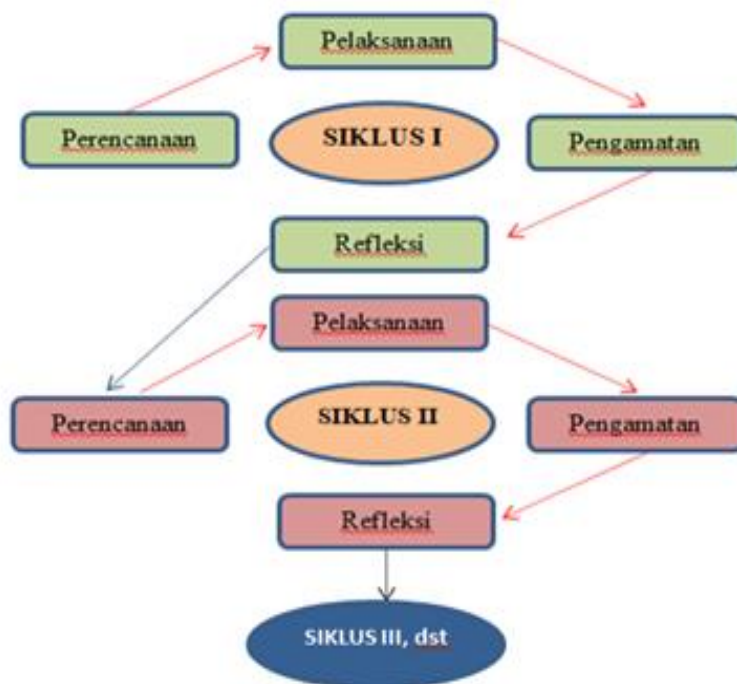 Pelaksanaan
Perencanaan
SIKLUS I
Pengamatan
Refleksi
Pelaksanaan
Perencanaan
SIKLUS II
Pengamatan
Refleksi
SIKLUS III, dst